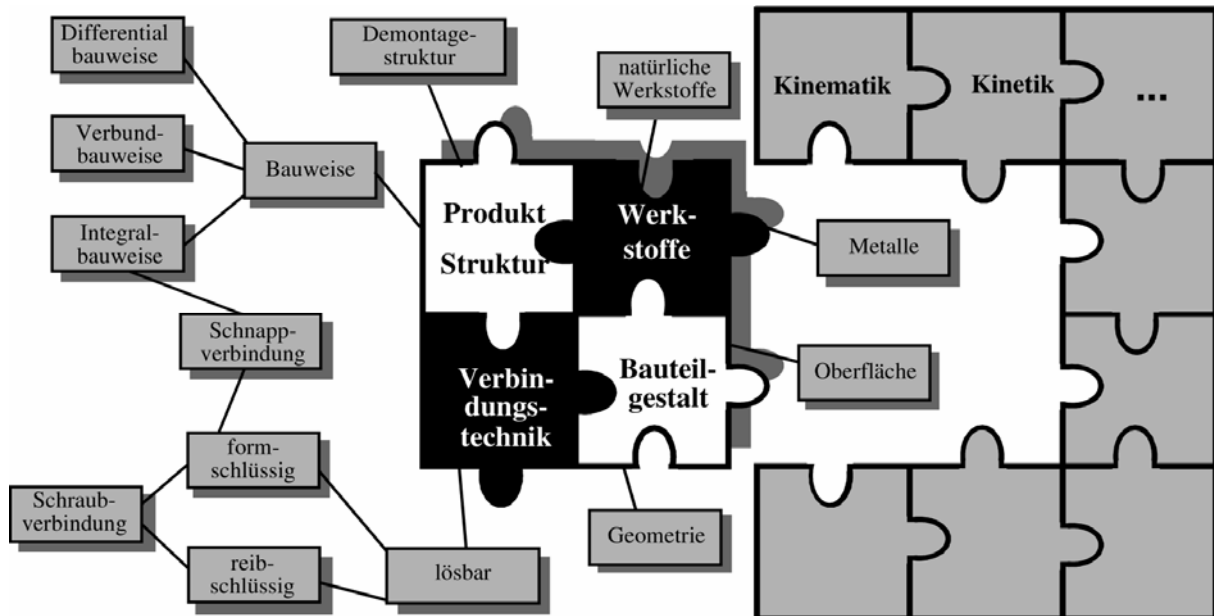 Differential
bauweise
Verbund-
bauweise
Integral-
bauweise
Bauweise
Demontage-
struktur
natürliche
Werkstoffe
Kinematik
Kinetik
...
Produkt
Struktur
Werk-
stoffe
Metalle
Schnapp-
verbindung
Verbin-
dungs-
technik
Bauteil-
gestalt
Oberfläche
form-
schlüssig
Schraub-
verbindung
reib-
schlüssig
lösbar
Geometrie